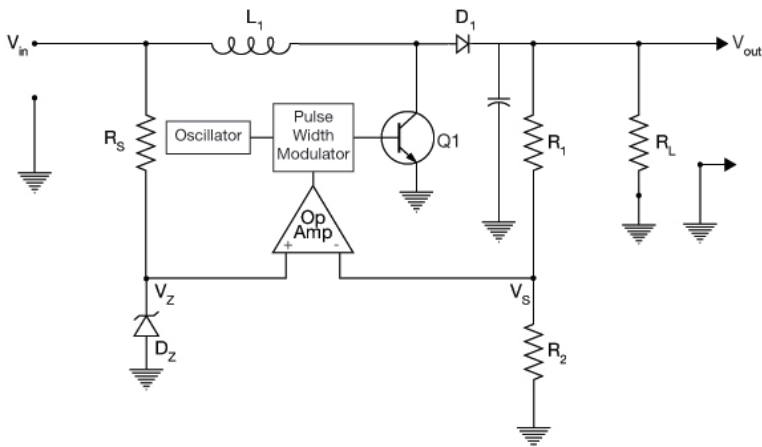 L1
D1
Vin
Vout
RS
Oscillator
Pulse
Width
Modulator
Q1
R1
RL
Op
Amp
+ -
VZ
VS
DZ
R2